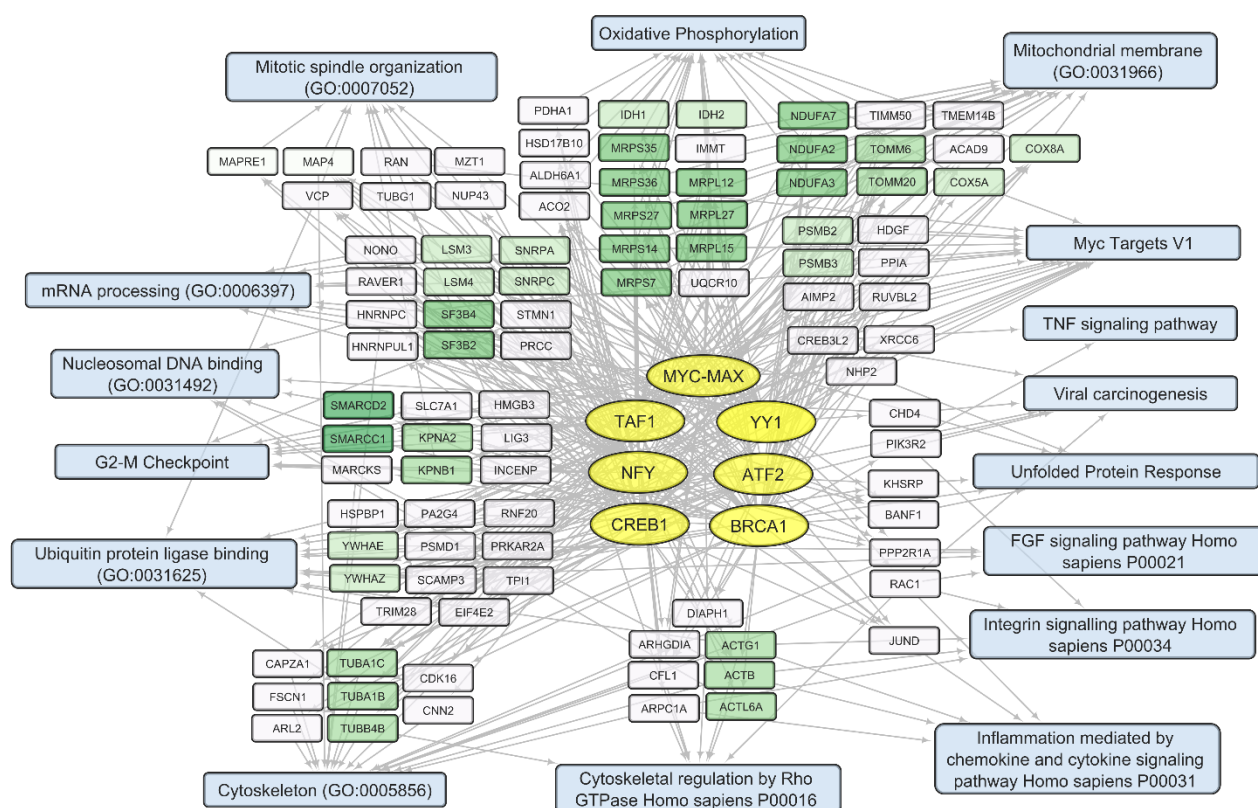 Oxidative Phosphorylation
Mitochondrial membrane
(GO:0031966)
Mitotic spindle organization
(GO:0007052)
PDHA1
IDH1
IDH2
NDUFA7
TIMM50
TMEM14B
HSD17B10
MRPS35
IMMT
NDUFA2
TOMM6
ACAD9
COX8A
MAPRE1
MAP4
RAN
MZT1
ALDH6A1
MRPS36
MRPL12
NDUFA3
TOMM20
COX5A
VCP
TUBG1
NUP43
ACO2
MRPS27
MRPL27
PSMB2
HDGF
Myc Targets V1
NONO
LSM3
SNRPA
MRPS14
MRPL15
PSMB3
PPIA
RAVER1
LSM4
SNRPC
MRPS7
UQCR10
AIMP2
RUVBL2
mRNA processing (GO:0006397)
HNRNPC
SF3B4
STMN1
TNF signaling pathway
HNRNPUL1
SF3B2
PRCC
CREB3L2
XRCC6
NHP2
Nucleosomal DNA binding
(GO:0031492)
MYC-MAX
Viral carcinogenesis
SMARCD2
SLC7A1
HMGB3
TAF1
YY1
CHD4
SMARCC1
KPNA2
LIG3
PIK3R2
G2-M Checkpoint
MARCKS
KPNB1
INCENP
NFY
ATF2
Unfolded Protein Response
KHSRP
HSPBP1
PA2G4
RNF20
CREB1
BRCA1
BANF1
Ubiquitin protein ligase binding
(GO:0031625)
YWHAE
PSMD1
PRKAR2A
PPP2R1A
FGF signaling pathway Homo
sapiens P00021
YWHAZ
SCAMP3
TPI1
RAC1
TRIM28
EIF4E2
DIAPH1
Integrin signalling pathway Homo
sapiens P00034
JUND
CAPZA1
TUBA1C
CDK16
ARHGDIA
ACTG1
FSCN1
TUBA1B
CNN2
CFL1
ACTB
ARL2
TUBB4B
ARPC1A
ACTL6A
Inflammation mediated by
chemokine and cytokine signaling
pathway Homo sapiens P00031
Cytoskeleton (GO:0005856)
Cytoskeletal regulation by Rho
GTPase Homo sapiens P00016